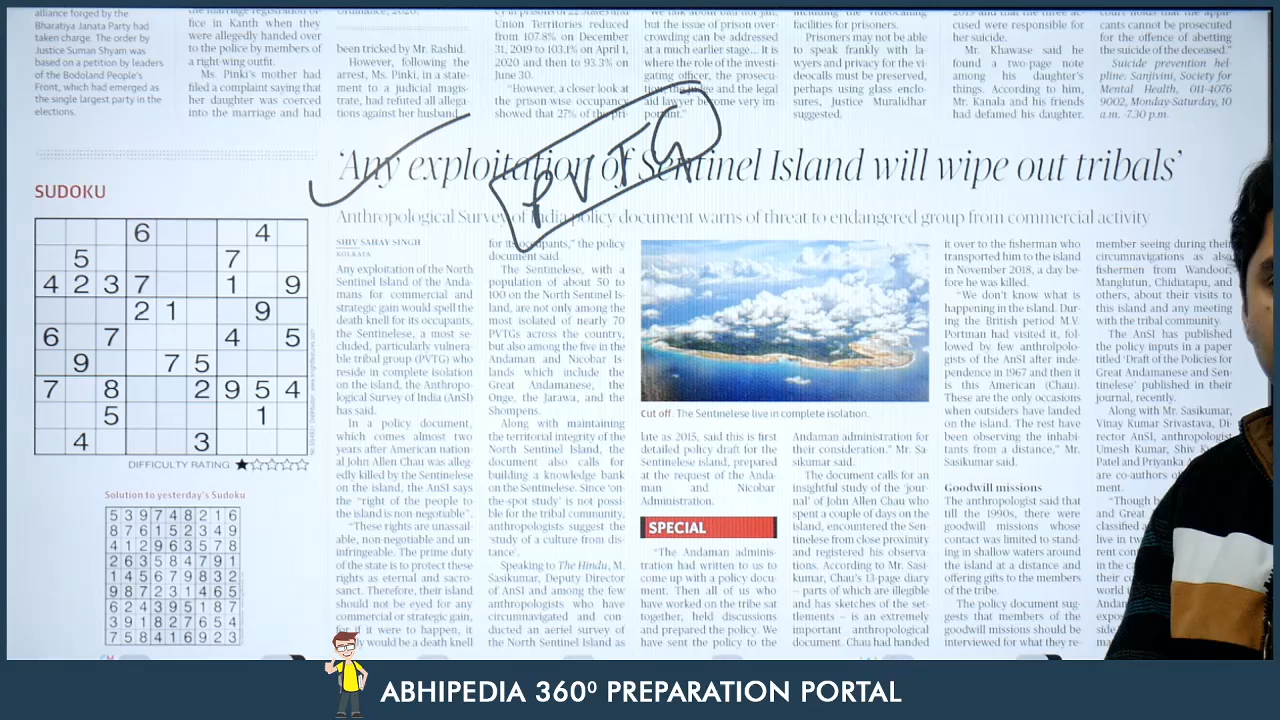 alliance forged by the
Bharatiya Janata Party had
taken charge. The order by
Justice Suman Shyam was
based on a petition by leaders
of the Bodoland People's
Front, which had emerged as
the single largest party in the
elections.
fice in Kanth when they
were allegedly handed over
to the police by members of
a right-wing outfit.
Ms. Pinki's mother had
filed a complaint saying that
her daughter was coerced
into the marriage and had
been tricked by Mr. Rashid.
However, following the
arrest, Ms. Pinki, in a state-
ment to a judicial magis-
trate, had refuted all allega-
tions against her husband.
Union Territories reduced
from 107.8% on December
31, 2019 to 103.1% on April 1,
2020 and then to 93.3% on
June 30.
"However, a closer look at
the prison-wise occupancy
showed that 27% of the pri-
but the issue of prison over-
crowding can be addressed
at a much earlier stage... It is
where the role of the investi-
gating officer, the prosecu-
tion, the judge and the legal
aid lawyer become very im-
portant."
facilities for prisoners.
Prisoners may not be able
to speak frankly with la-
wyers and privacy for the vi-
deocalls must be preserved,
perhaps using glass enclo-
sures, Justice Muralidhar
suggested.
cused were responsible for
her suicide.
Mr. Khawase said he
found a two-page note
among his daughter's
things. According to him,
Mr. Kanala and his friends
had defamed his daughter.
cants cannot be prosecuted
for the offence of abetting
the suicide of the deceased."
Suicide prevention hel-
pline: Sanjivini, Society for
Mental Health, 011-4076
9002, Monday-Saturday, 10
a.m. -7.30 p.m.
PVTG
'Any exploitation of Sentinel Island will wipe out tribals'
Anthropological Survey of India policy document warns of threat to endangered group from commercial activity
SUDOKU
6 4
5 7
4 2 3 7 1 9
2 1 9
6 7 4 5
9 7 5
7 8 2 9 5 4
5 1
4 3
DIFFICULTY RATING
Solution to yesterday's Sudoku
5 3 9 7 4 8 2 1 6
8 7 6 1 5 2 3 4 9
4 1 2 9 6 3 5 7 8
2 6 3 5 8 4 7 9 1
1 4 5 6 7 9 8 3 2
9 8 7 2 3 1 4 6 5
6 2 4 3 9 5 1 8 7
3 9 1 8 2 7 6 5 4
7 5 8 4 1 6 9 2 3
SHIV SAHAY SINGH
KOLKATA
Any exploitation of the North
Sentinel Island of the Anda-
mans for commercial and
strategic gain would spell the
death knell for its occupants,
the Sentinelese, a most se-
cluded, particularly vulnera-
ble tribal group (PVTG) who
reside in complete isolation
on the island, the Anthropo-
logical Survey of India (AnSI)
has said.
In a policy document,
which comes almost two
years after American nation-
al John Allen Chau was alleg-
edly killed by the Sentinelese
on the island, the AnSI says
the "right of the people to
the island is non-negotiable".
"These rights are unassail-
able, non-negotiable and un-
infringeable. The prime duty
of the state is to protect these
rights as eternal and sacro-
sanct. Therefore, their island
should not be eyed for any
commercial or strategic gain,
for if it were to happen, it
would be a death knell
for its occupants," the policy
document said.
The Sentinelese, with a
population of about 50 to
100 on the North Sentinel Is-
land, are not only among the
most isolated of nearly 70
PVTGs across the country,
but also among the five in the
Andaman and Nicobar Is-
lands which include the
Great Andamanese, the
Onge, the Jarawa, and the
Shompens.
Along with maintaining
the territorial integrity of the
North Sentinel Island, the
document also calls for
building a knowledge bank
on the Sentinelese. Since 'on-
the-spot study' is not possi-
ble for the tribal community,
anthropologists suggest the
'study of a culture from dis-
tance'.
Speaking to The Hindu, M.
Sasikumar, Deputy Director
of AnSI and among the few
anthropologists who have
circumnavigated and con-
ducted an aerial survey of
the North Sentinel Island as
Cut off. The Sentinelese live in complete isolation.
late as 2015, said this is first
detailed policy draft for the
Sentinelese island, prepared
at the request of the Anda-
man and Nicobar
Administration.
SPECIAL
"The Andaman adminis-
tration had written to us to
come up with a policy docu-
ment. Then all of us who
have worked on the tribe sat
together, held discussions
and prepared the policy. We
have sent the policy to the
Andaman administration for
their consideration." Mr. Sa-
sikumar said.
The document calls for an
insightful study of the 'jour-
nal' of John Allen Chau who
spent a couple of days on the
island, encountered the Sen-
tinelese from close proximity
and registered his observa-
tions. According to Mr. Sasi-
kumar, Chau's 13-page diary
– parts of which are illegible
and has sketches of the set-
tlements – is an extremely
important anthropological
document. Chau had handed
it over to the fisherman who
transported him to the island
in November 2018, a day be-
fore he was killed.
"We don't know what is
happening in the island. Dur-
ing the British period M.V.
Portman had visited it, fol-
lowed by few anthropolo-
gists of the AnSI after inde-
pendence in 1967 and then it
is this American (Chau).
These are the only occasions
when outsiders have landed
on the island. The rest have
been observing the inhabi-
tants from a distance," Mr.
Sasikumar said.
Goodwill missions
The anthropologist said that
till the 1990s, there were
goodwill missions whose
contact was limited to stand-
ing in shallow waters around
the island at a distance and
offering gifts to the members
of the tribe.
The policy document sug-
gests that members of the
goodwill missions should be
interviewed for what they re-
member seeing during their
circumnavigations as also
fishermen from Wandoor,
Manglutun, Chidiatapu, and
others, about their visits to
this island and any meeting
with the tribal community.
The AnSI has published
the policy inputs in a paper
titled 'Draft of the Policies for
Great Andamanese and Sen-
tinelese' published in their
journal, recently.
Along with Mr. Sasikumar,
Vinay Kumar Srivastava, Di-
rector AnSI, anthropologist
Umesh Kumar, Shiv
Patel and Priyanka
are co-authors of
ment.
"Though
and Great
classified
live in tw
rent con
in the ca
their c
Andam
expos
side
ma
ABHIPEDIA 360⁰ PREPARATION PORTAL